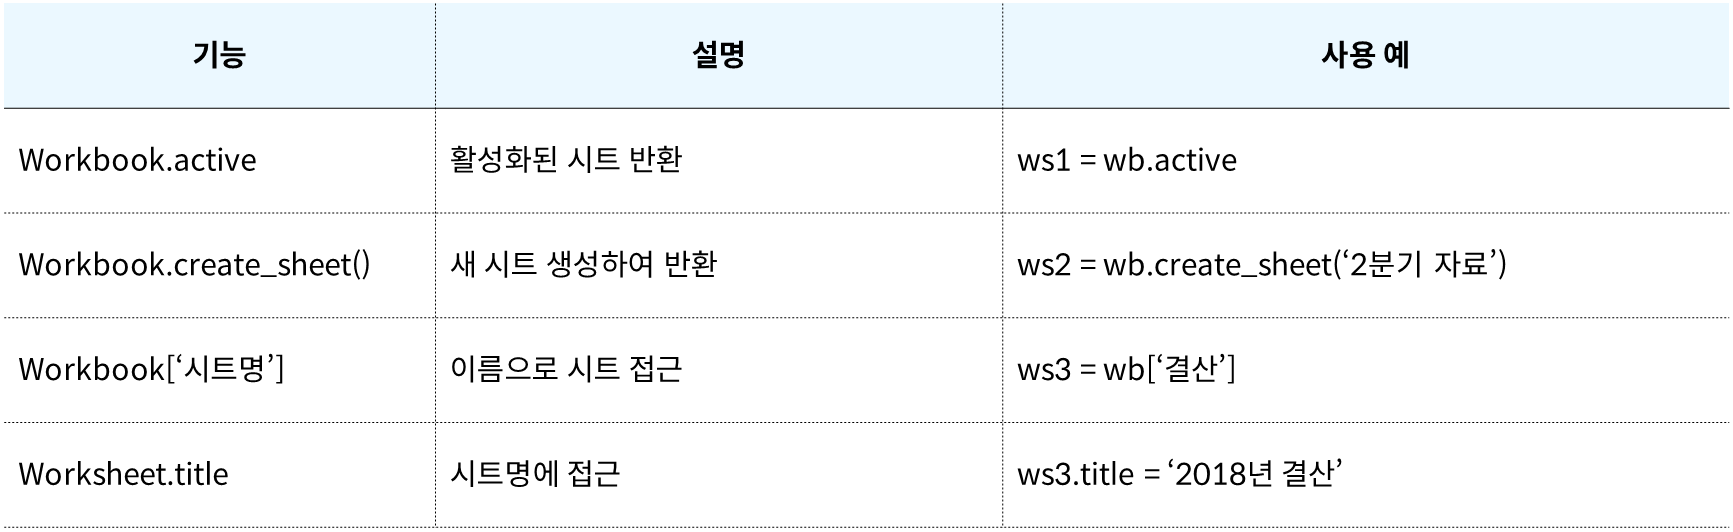 기능 설명 사용 예
Workbook.active 활성화된 시트 반환 ws1 = wb.active
Workbook.create_sheet() 새 시트 생성하여 반환 ws2 = wb.create_sheet(‘2분기 자료’)
Workbook[‘시트명’] 이름으로 시트 접근 ws3 = wb[‘결산’]
Worksheet.title 시트명에 접근 ws3.title = ‘2018년 결산’